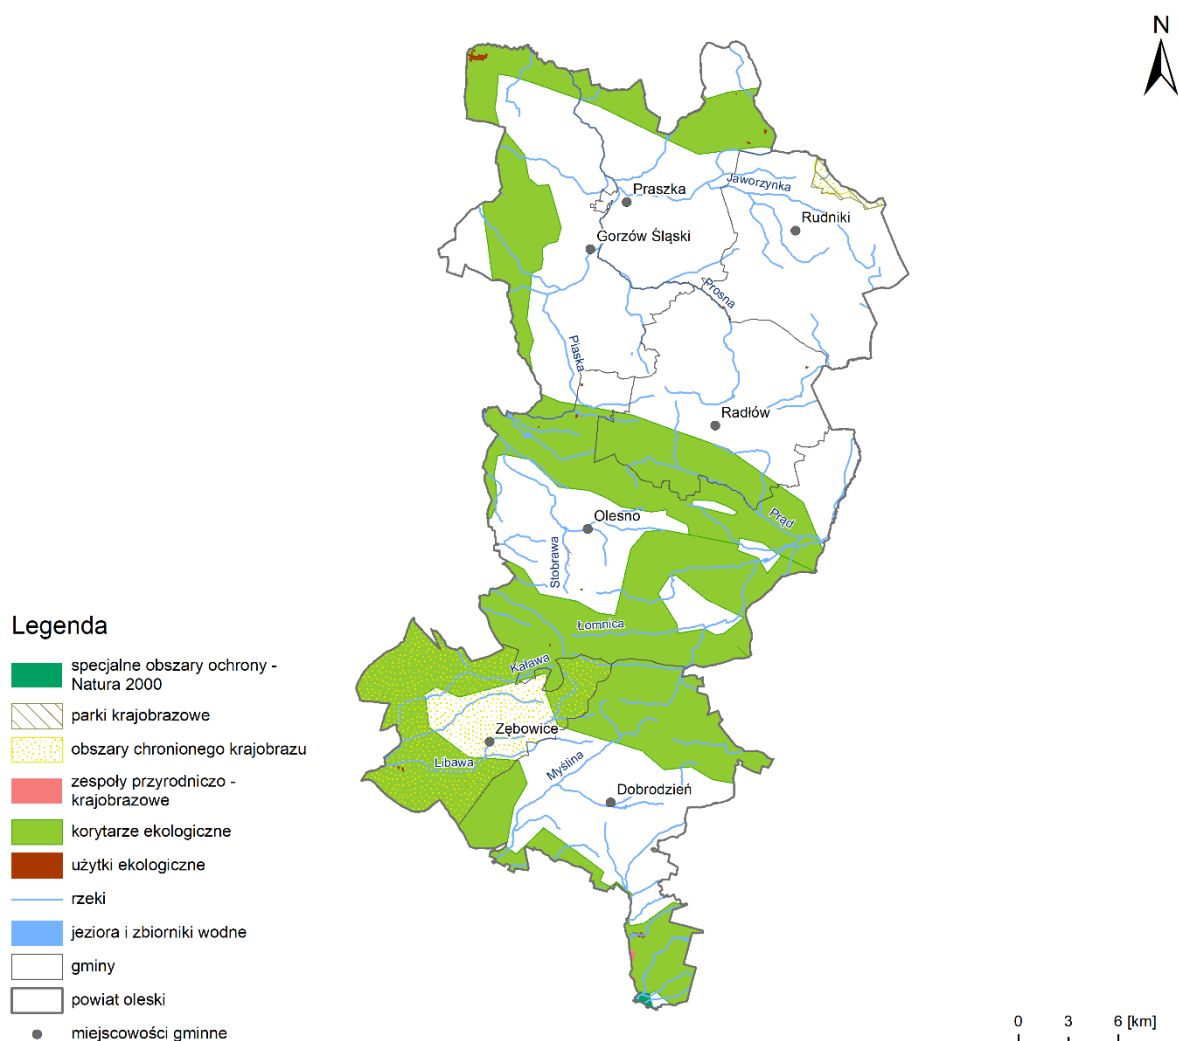 N
Jaworzynka
Praszka
Rudniki
Gorzów Śląski
Prosna
Piaska
Radłów
Prąd
Olesno
Stobrawa
Łomnica
Kaława
Zębowice
Libawa
Myślina
Dobrodzień
Legenda
specjalne obszary ochrony -
Natura 2000
parki krajobrazowe
obszary chronionego krajobrazu
zespoły przyrodniczo -
krajobrazowe
korytarze ekologiczne
użytki ekologiczne
rzeki
jeziora i zbiorniki wodne
gminy
powiat oleski
miejscowości gminne
0 3 6 [km]